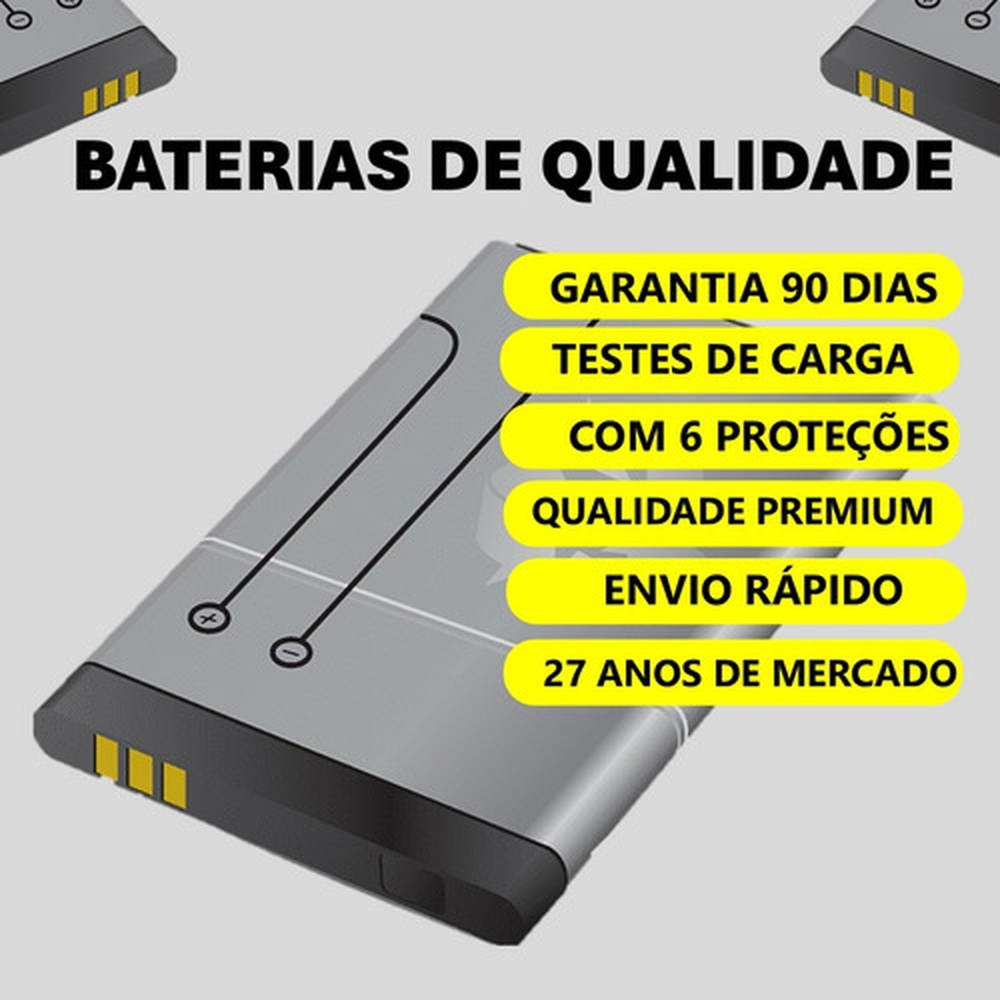 BATERIAS DE QUALIDADE
GARANTIA 90 DIAS
TESTES DE CARGA
COM 6 PROTEÇÕES
QUALIDADE PREMIUM
ENVIO RÁPIDO
27 ANOS DE MERCADO